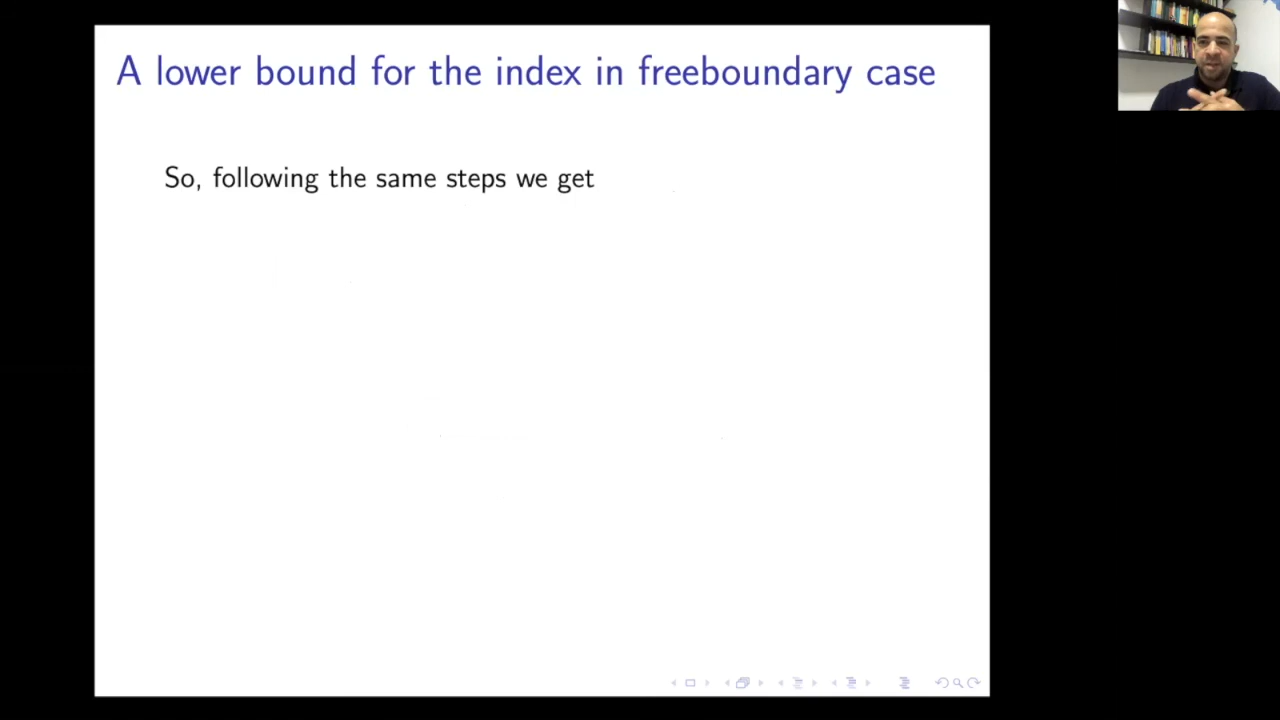 A lower bound for the index in freeboundary case
So, following the same steps we get